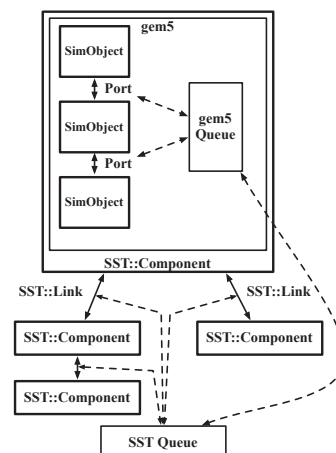 gem5
SimObject
Port
SimObject
gem5
Queue
Port
SimObject
SST::Component
SST::Link
SST::Link
SST::Component
SST::Component
SST::Component
SST Queue